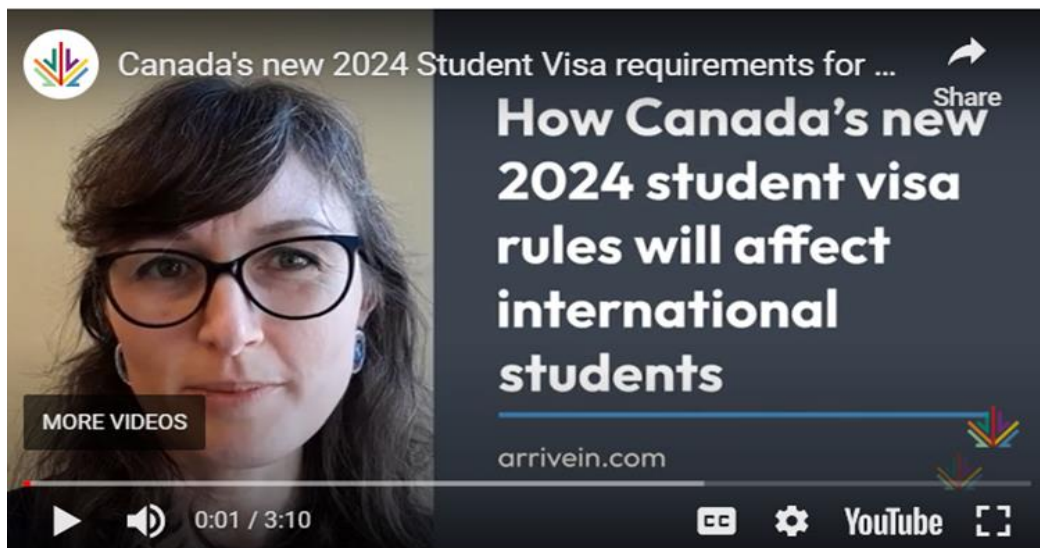 Canada's new 2024 Student Visa requirements for ...
Share
How Canada's new
2024 student visa
rules will affect
international
students
MORE VIDEOS
arrivein.com
0:01 / 3:10
CC
YouTube